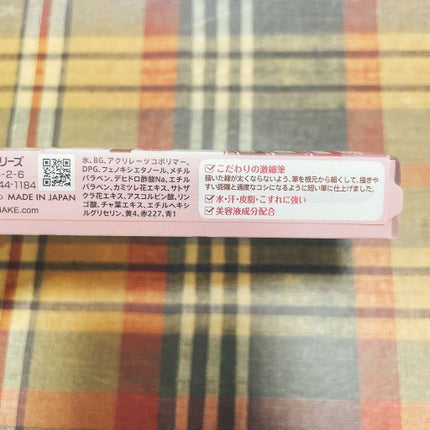 リーズ
-2-6
44-1184
MADE IN JAPAN
AKE.com
水、BG、アクリレーツコポリマー、
DPG、フェノキシエタノール、メチル
パラベン、デヒドロ酢酸Na、エチル
パラベン、カミツレ花エキス、サトザ
クラ花エキス、アスコルビン酸、リン
ゴ酸、チャ葉エキス、エチルヘキシ
ルグリセリン、黄4、赤227、青1
こだわりの激細筆
描いた線が太くならないよう、筆を根元から細くして、描きや
すい距離と適度なコシになるように短い筆に仕上げました。
水・汗・皮脂・こすれに強い
美容液成分配合